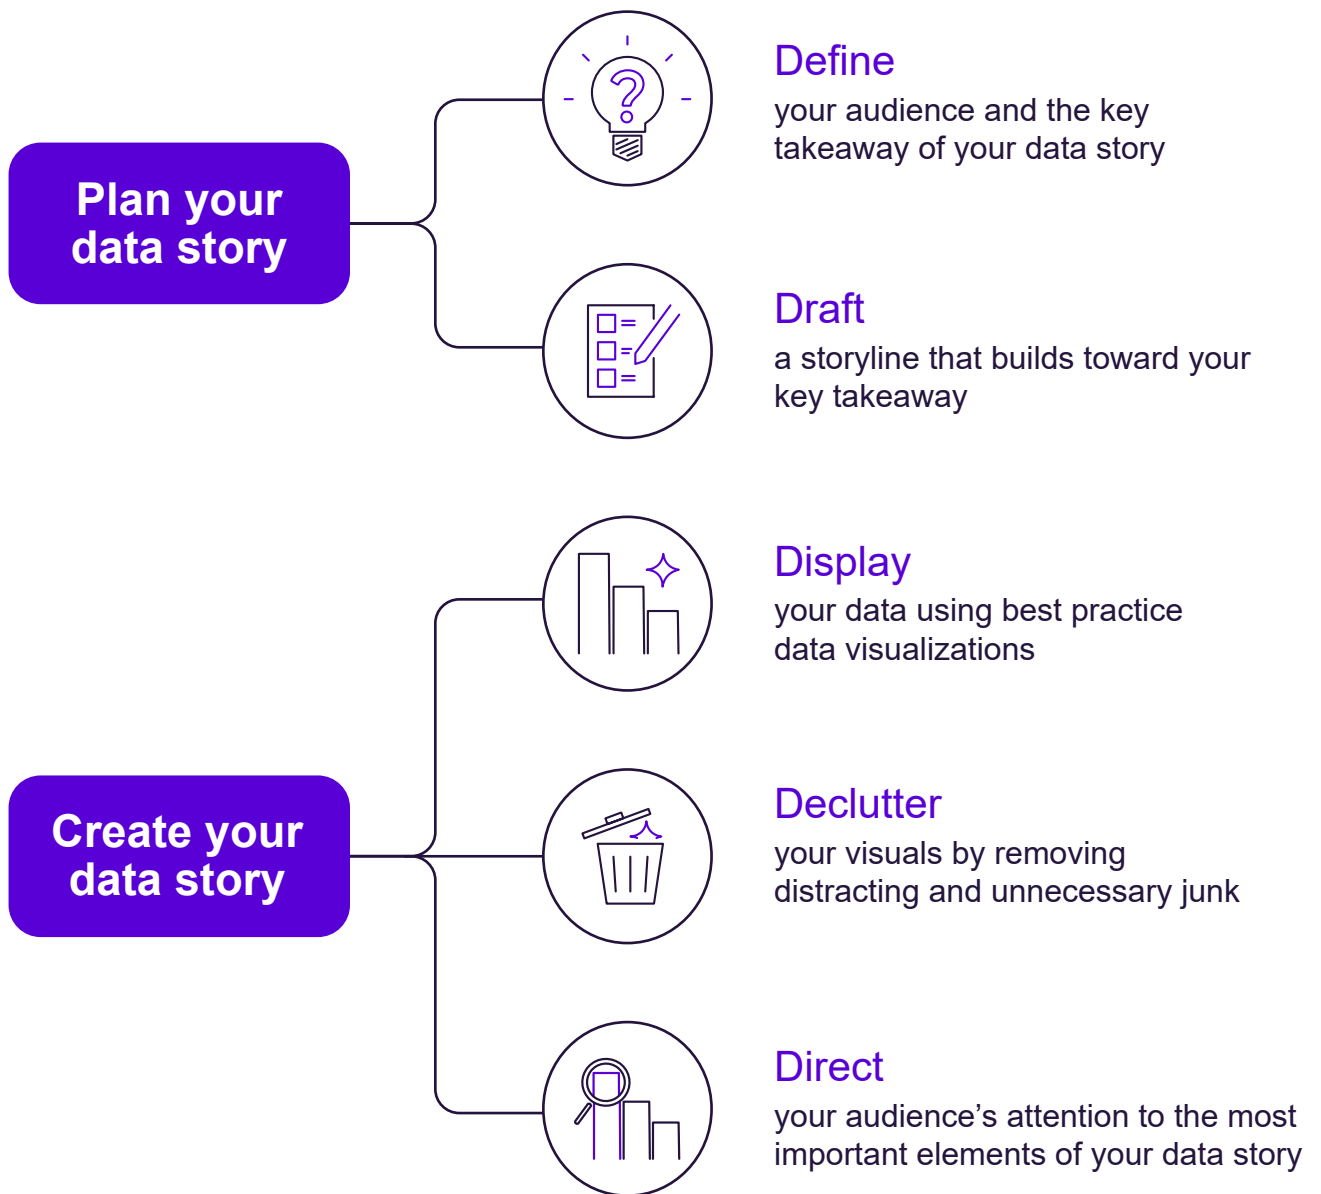 Plan your
data story
Define
your audience and the key
takeaway of your data story
Draft
a storyline that builds toward your
key takeaway
Create your
data story
Display
your data using best practice
data visualizations
Declutter
your visuals by removing
distracting and unnecessary junk
Direct
your audience’s attention to the most
important elements of your data story